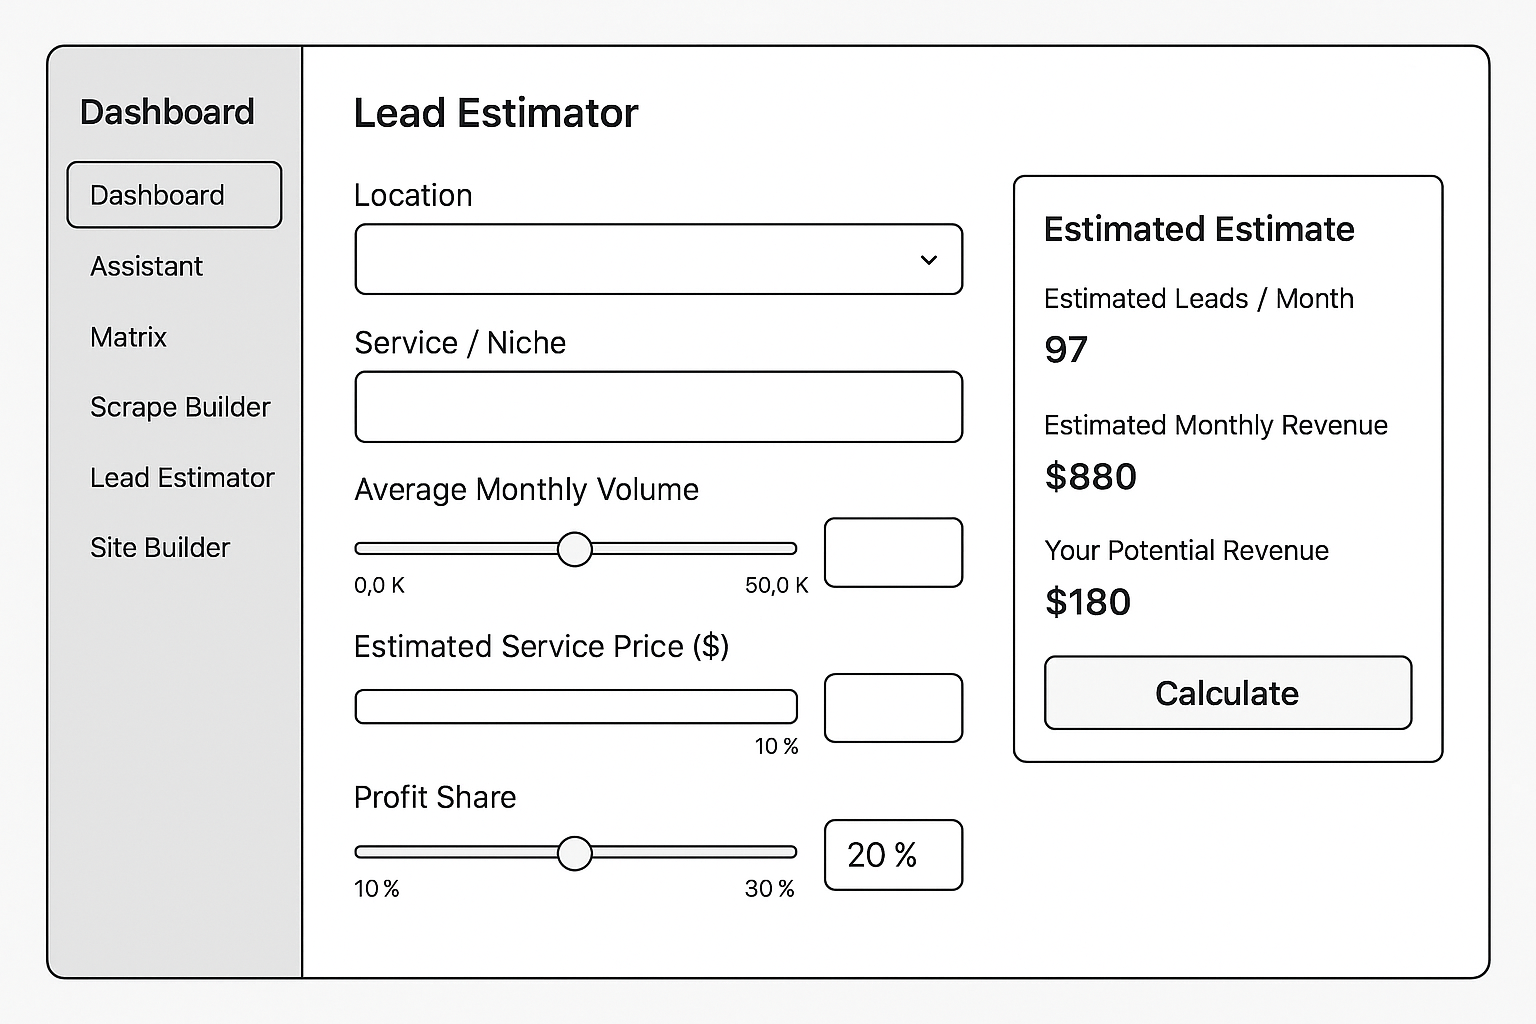 Dashboard
Dashboard
Assistant
Matrix
Scrape Builder
Lead Estimator
Site Builder
Lead Estimator
Location
Service / Niche
Average Monthly Volume
0,0 K
50,0 K
Estimated Service Price ($)
10 %
Profit Share
20 %
10 %
30 %
Estimated Estimate
Estimated Leads / Month
97
Estimated Monthly Revenue
$880
Your Potential Revenue
$180
Calculate